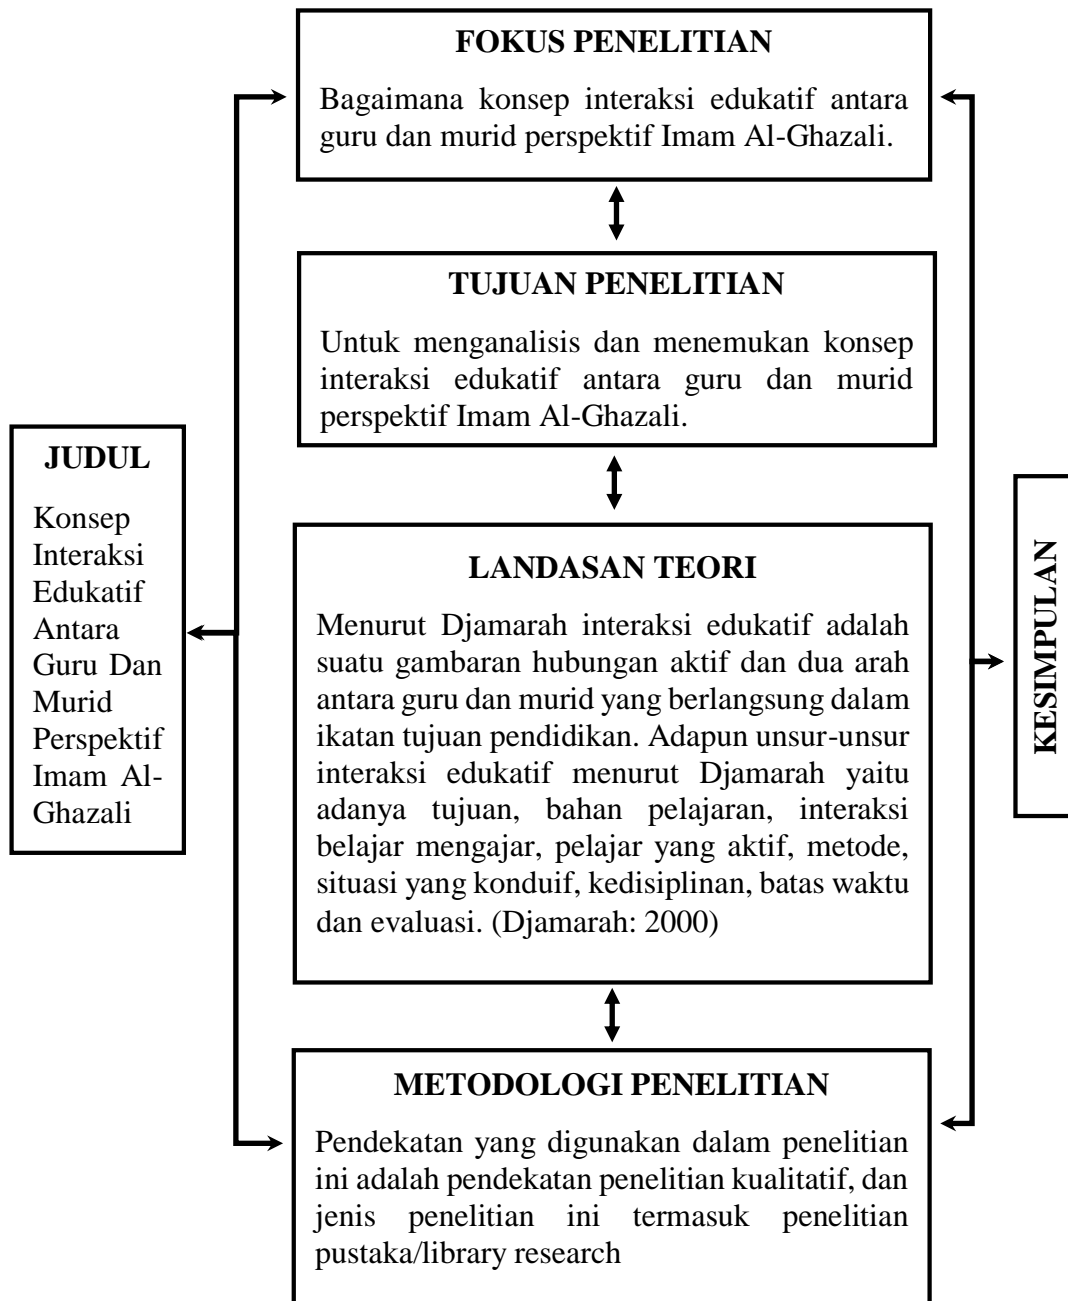 FOKUS PENELITIAN
Bagaimana konsep interaksi edukatif antara
guru dan murid perspektif Imam Al-Ghazali.
TUJUAN PENELITIAN
Untuk menganalisis dan menemukan konsep
interaksi edukatif antara guru dan murid
perspektif Imam Al-Ghazali.
JUDUL
Konsep
Interaksi
Edukatif
Antara
Guru Dan
Murid
Perspektif
Imam Al-
Ghazali
LANDASAN TEORI
Menurut Djamarah interaksi edukatif adalah
suatu gambaran hubungan aktif dan dua arah
antara guru dan murid yang berlangsung dalam
ikatan tujuan pendidikan. Adapun unsur-unsur
interaksi edukatif menurut Djamarah yaitu
adanya tujuan, bahan pelajaran, interaksi
belajar mengajar, pelajar yang aktif, metode,
situasi yang konduif, kedisiplinan, batas waktu
dan evaluasi. (Djamarah: 2000)
KESIMPULAN
METODOLOGI PENELITIAN
Pendekatan yang digunakan dalam penelitian
ini adalah pendekatan penelitian kualitatif, dan
jenis penelitian ini termasuk penelitian
pustaka/library research